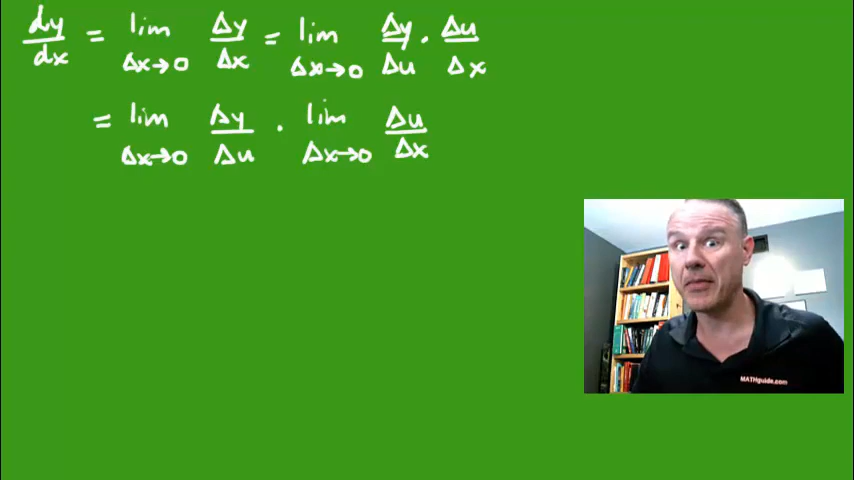 dy/dx = lim Δx→0 Δy/Δx = lim Δx→0 Δy/Δu · Δu/Δx
= lim Δx→0 Δy/Δu · lim Δx→0 Δu/Δx
MATHguide.com